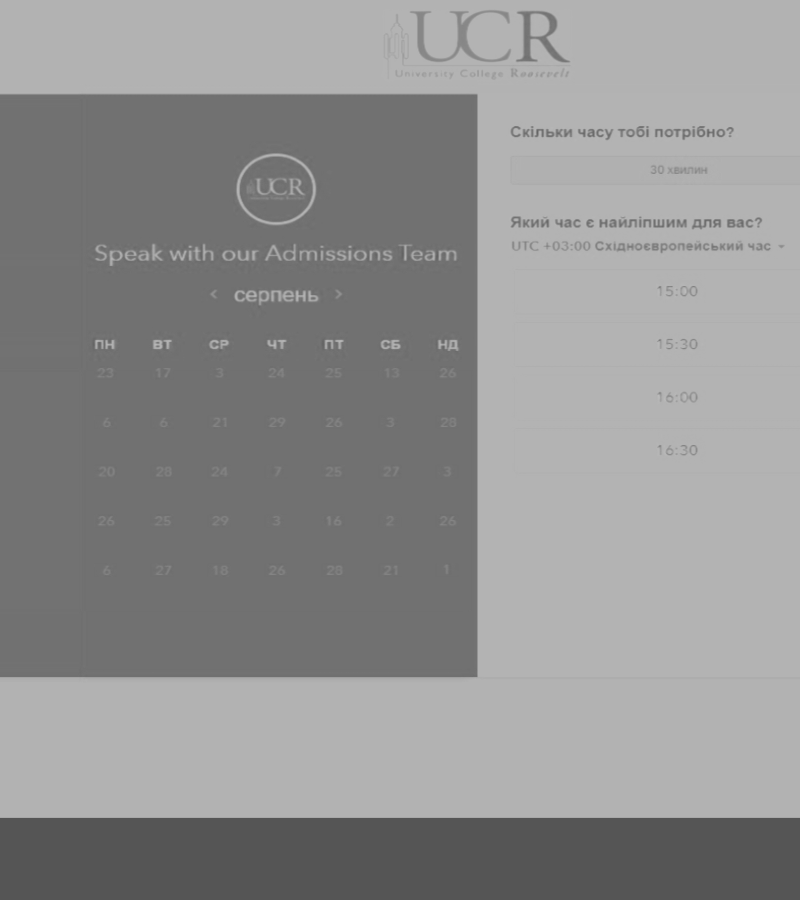 UCR
University College Roosevelt
UCR
Speak with our Admissions Team
< серпень >
ПН ВТ СР ЧТ ПТ СБ НД
23 17 3 24 25 13 26
6 6 21 29 26 3 28
20 28 24 7 25 27 3
26 25 29 3 16 2 26
6 27 18 26 25 21 1
Скільки часу тобі потрібно?
30 хвилин
Який час є найліпшим для вас?
UTC +03:00 Східноєвропейський час
15:00
15:30
16:00
16:30